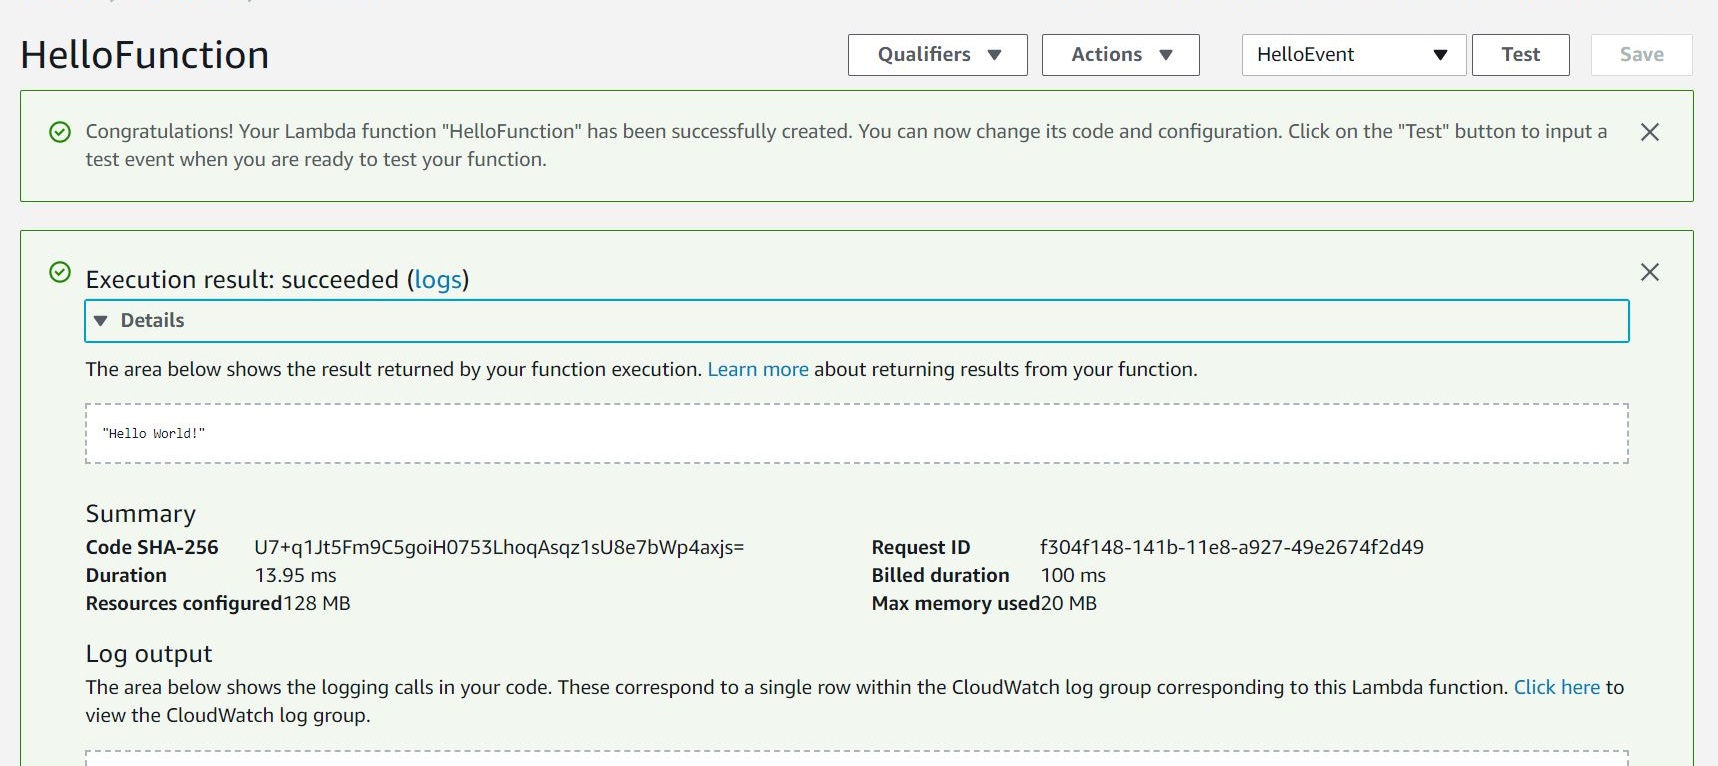 HelloFunction
Qualifiers
Actions
HelloEvent
Test
Save
Congratulations! Your Lambda function "HelloFunction" has been successfully created. You can now change its code and configuration. Click on the "Test" button to input a
test event when you are ready to test your function.
Execution result: succeeded (logs)
Details
The area below shows the result returned by your function execution. Learn more about returning results from your function.
"Hello World!"
Summary
Code SHA-256 U7+q1Jt5Fm9C5goiH0753LhoqAsqz1sU8e7bWp4axjs=
Request ID f304f148-141b-11e8-a927-49e2674f2d49
Duration 13.95 ms
Billed duration 100 ms
Resources configured 128 MB
Max memory used 20 MB
Log output
The area below shows the logging calls in your code. These correspond to a single row within the CloudWatch log group corresponding to this Lambda function. Click here to
view the CloudWatch log group.